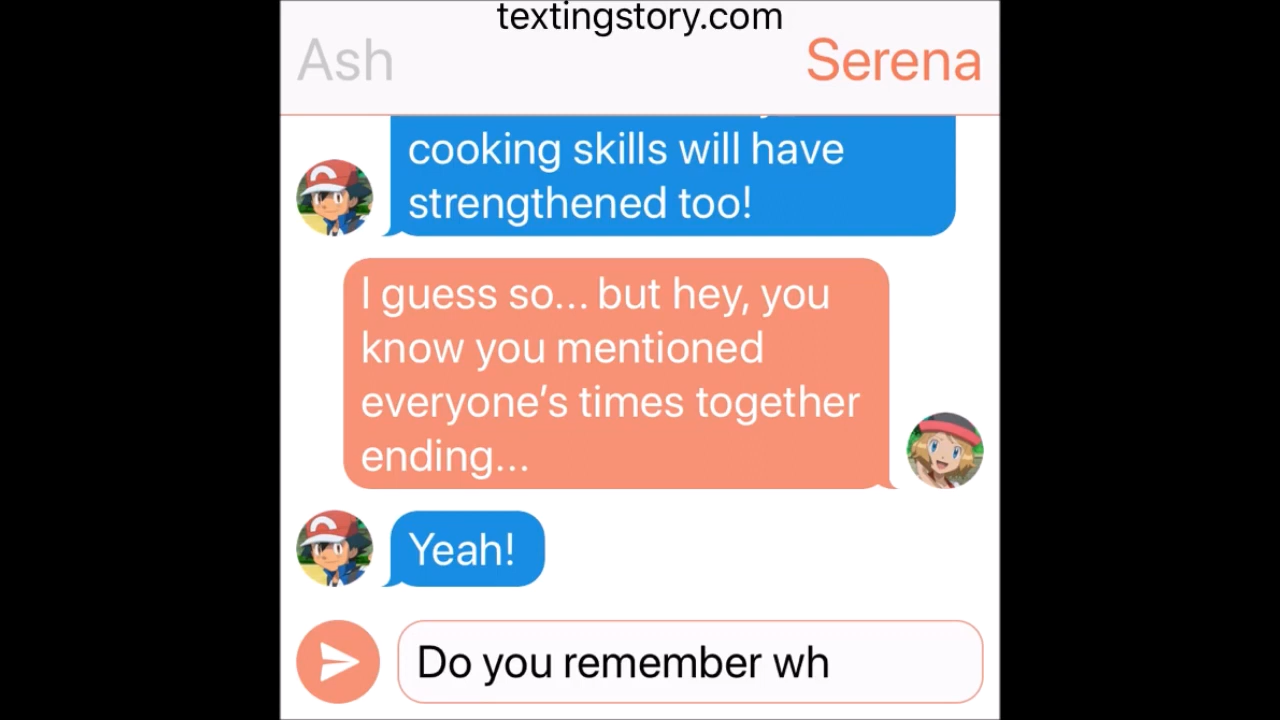 textingstory.com
Ash
Serena
cooking skills will have
strengthened too!
I guess so... but hey, you
know you mentioned
everyone’s times together
ending...
Yeah!
Do you remember wh